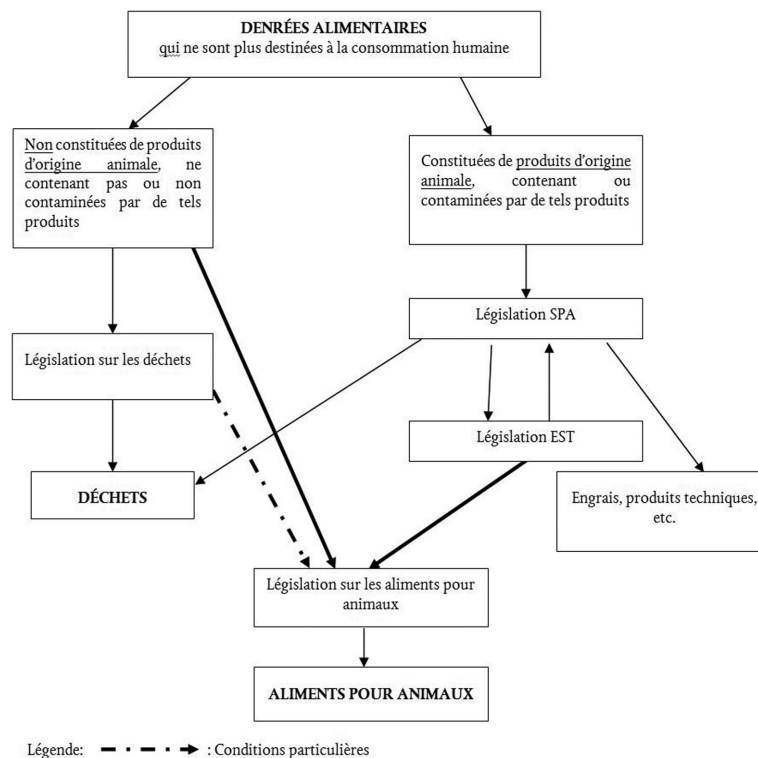 DENRÉES ALIMENTAIRES
qui ne sont plus destinées à la consommation humaine
Non constituées de produits
d'origine animale, ne
contenant pas ou non
contaminées par de tels
produits
Constituées de produits d'origine
animale, contenant ou
contaminées par de tels produits
Législation SPA
Législation sur les déchets
Législation EST
DÉCHETS
Engrais, produits techniques,
etc.
Législation sur les aliments pour
animaux
ALIMENTS POUR ANIMAUX
Légende: : Conditions particulières